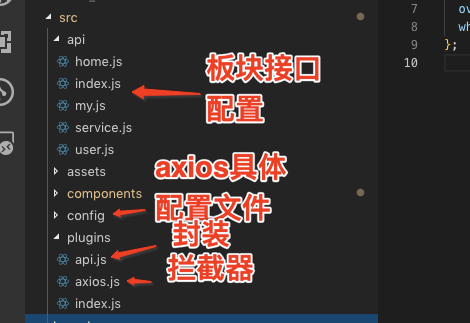 src
api
home.js
index.js
my.js
service.js
user.js
assets
components
config
plugins
api.js
axios.js
index.js
板块接口
配置
axios具体
配置文件
封装
拦截器
7 ov
8 wh
9 };
10